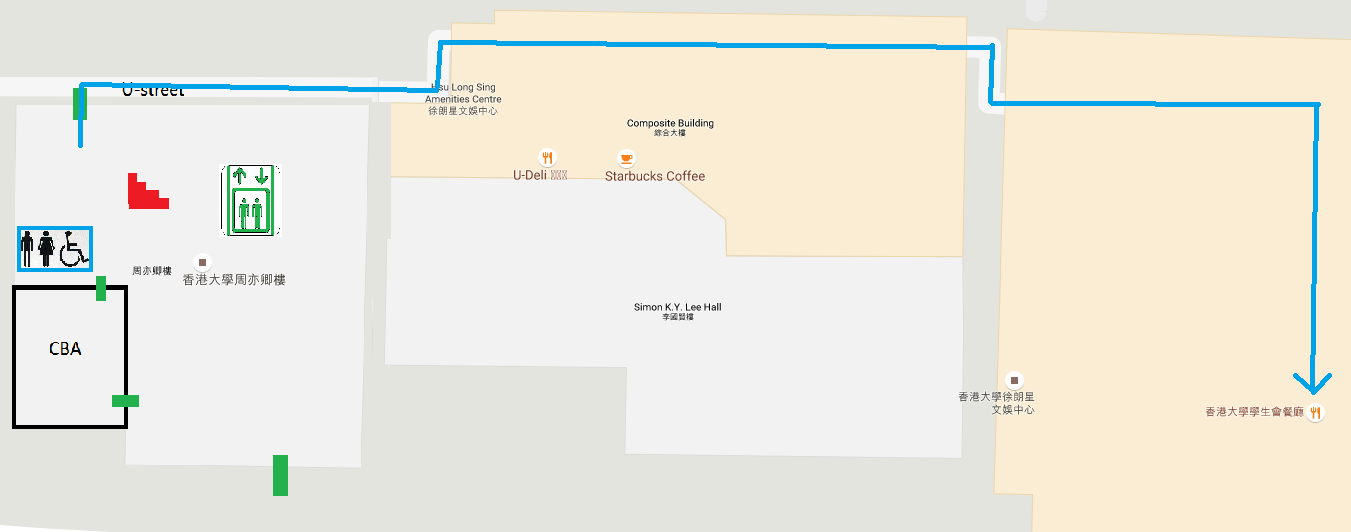 U-street
Hsu Long Sing
Amenities Centre
徐朗星文娛中心
Composite Building
綜合大樓
U-Deli
Starbucks Coffee
周亦卿樓
香港大學周亦卿樓
Simon K.Y. Lee Hall
李國賢樓
CBA
香港大學徐朗星
文娛中心
香港大學學生會餐廳